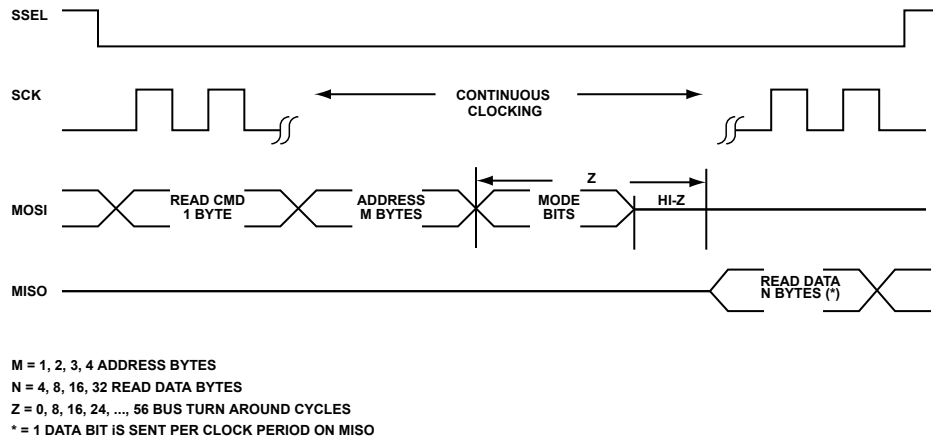 SSEL
SCK
CONTINUOUS
CLOCKING
Z
MOSI
READ CMD
1 BYTE
ADDRESS
M BYTES
MODE
BITS
HI-Z
MISO
READ DATA
N BYTES (*)
M = 1, 2, 3, 4 ADDRESS BYTES
N = 4, 8, 16, 32 READ DATA BYTES
Z = 0, 8, 16, 24, ..., 56 BUS TURN AROUND CYCLES
* = 1 DATA BIT iS SENT PER CLOCK PERIOD ON MISO